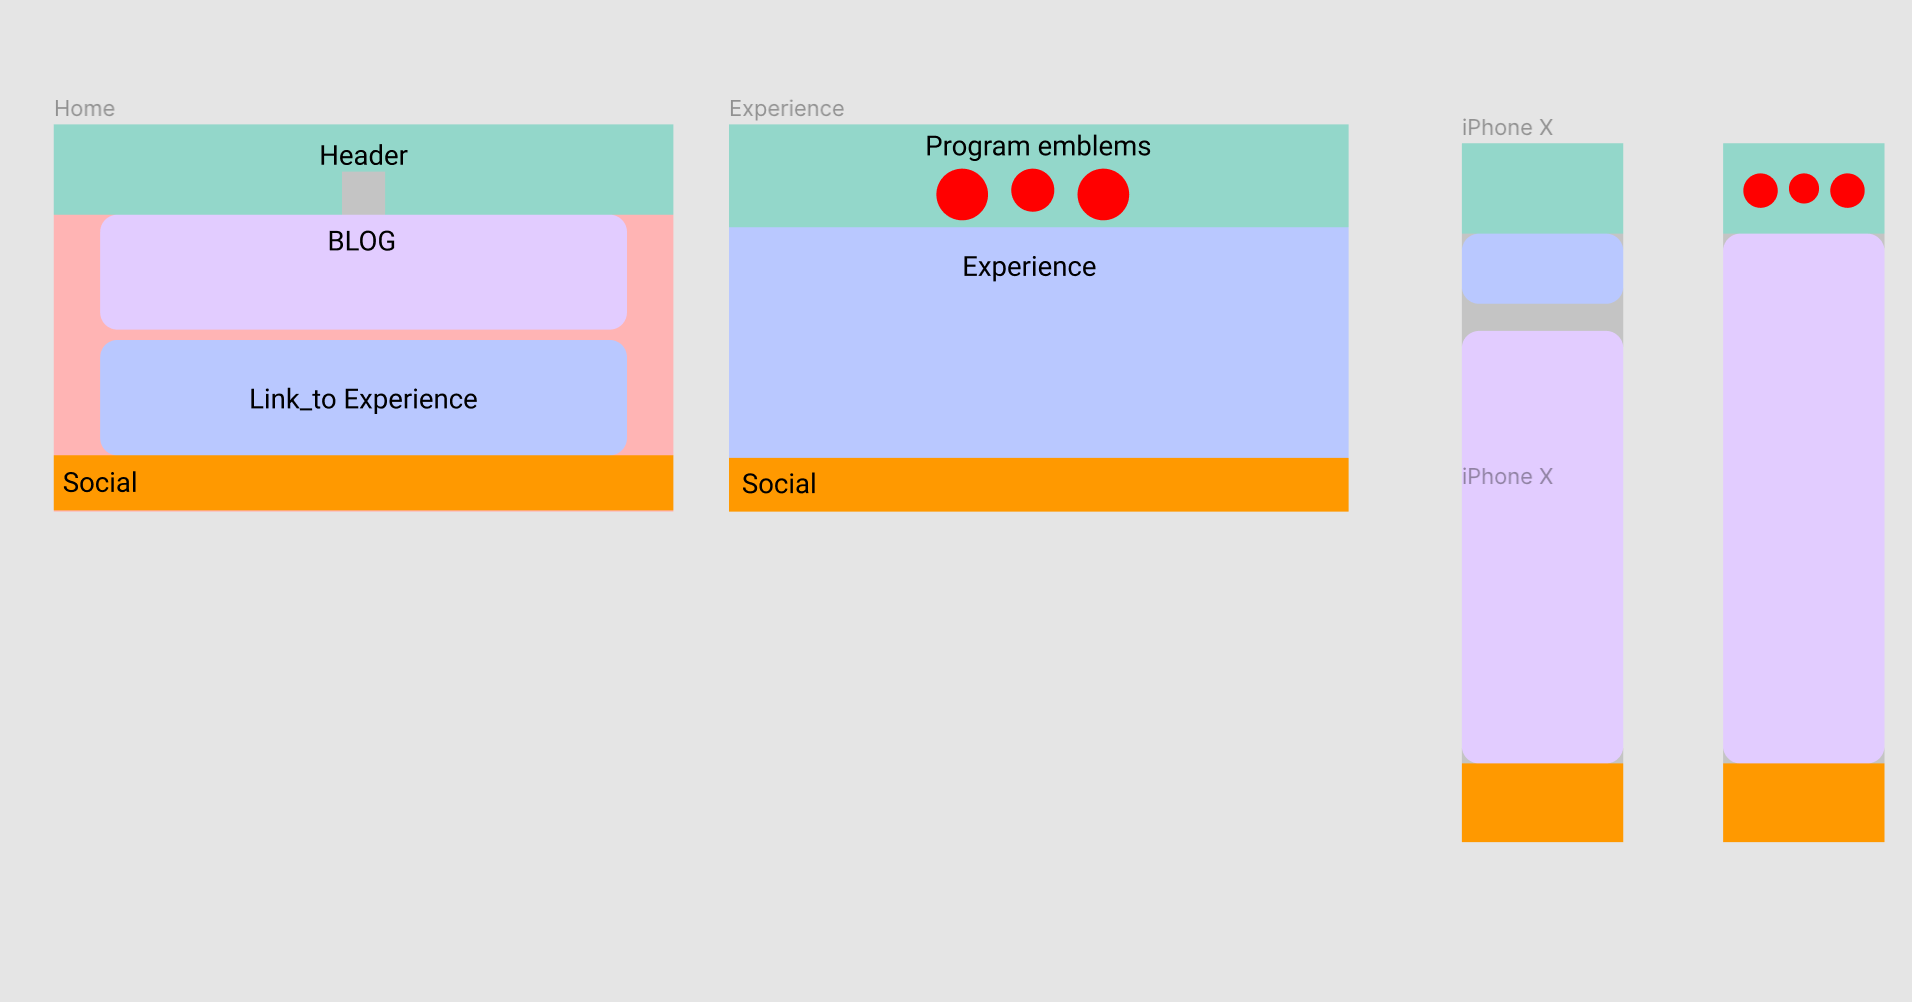 Home
Header
BLOG
Link_to Experience
Social
Experience
Program emblems
Experience
Social
iPhone X
iPhone X